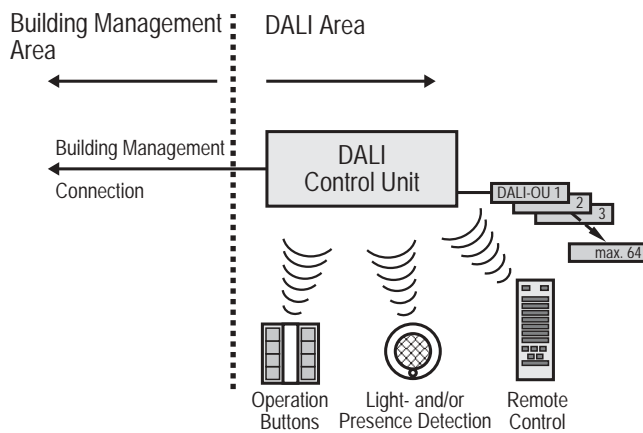 Building Management
Area
DALI Area
Building Management
Connection
DALI
Control Unit
DALI-OU 1
2
3
max. 64
Operation
Buttons
Light- and/or
Presence Detection
Remote
Control